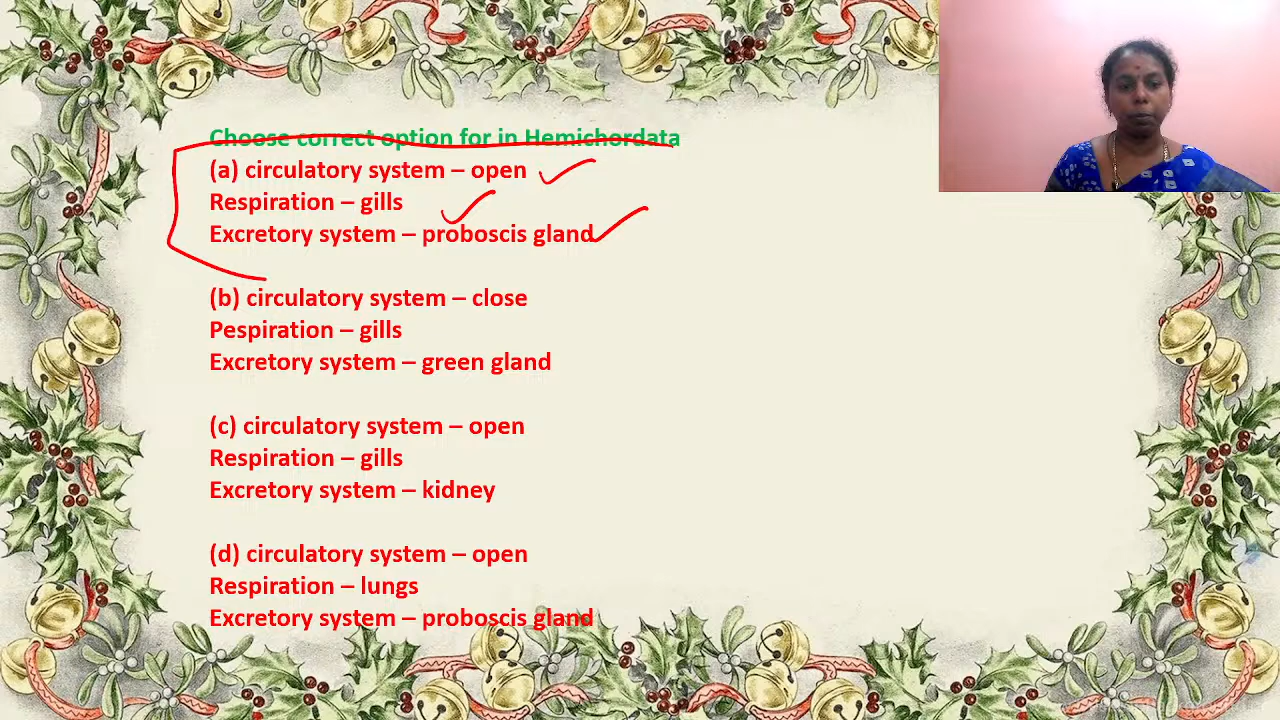 Choose correct option for in Hemichordata
(a) circulatory system – open
Respiration – gills
Excretory system – proboscis gland
(b) circulatory system – close
Pespiration – gills
Excretory system – green gland
(c) circulatory system – open
Respiration – gills
Excretory system – kidney
(d) circulatory system – open
Respiration – lungs
Excretory system – proboscis gland